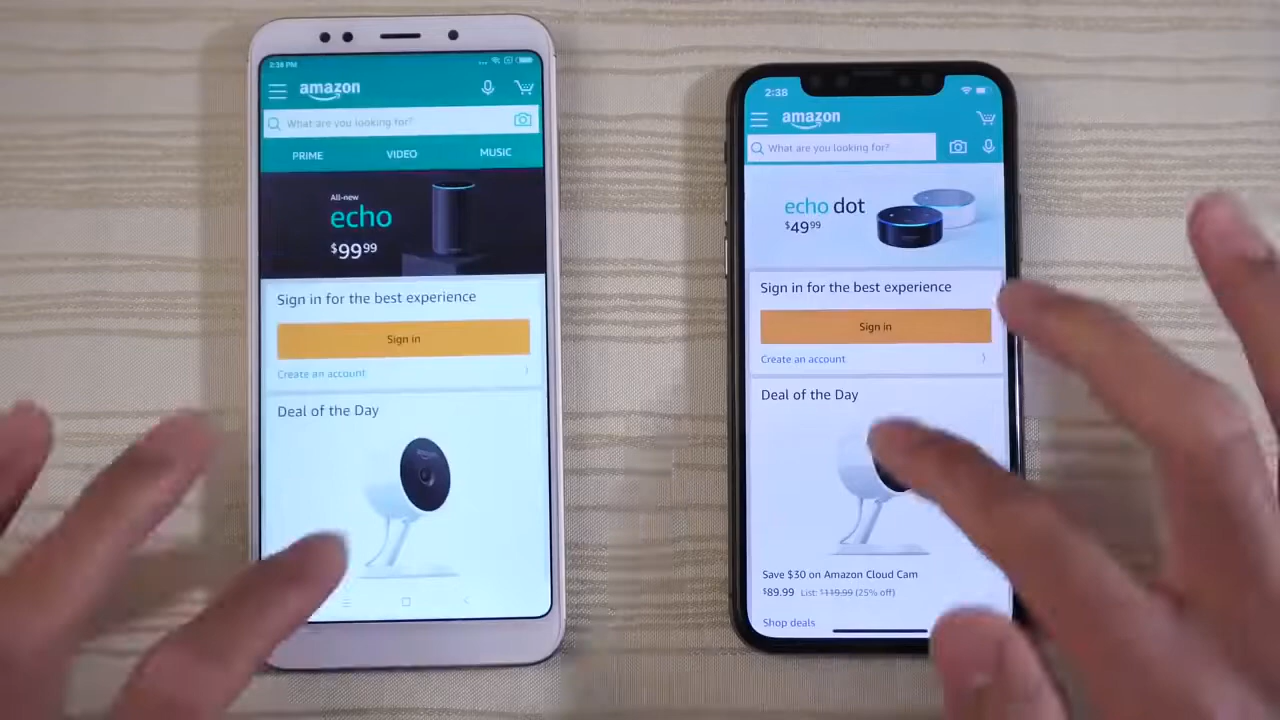 2:38 PM
amazon
What are you looking for?
PRIME VIDEO MUSIC
All-new
echo
$99.99
Sign in for the best experience
Sign in
Create an account
Deal of the Day
2:38
amazon
What are you looking for?
echo dot
$49.99
Sign in for the best experience
Sign in
Create an account
Deal of the Day
Save $30 on Amazon Cloud Cam
$89.99 List: $119.99 (25% off)
Shop deals